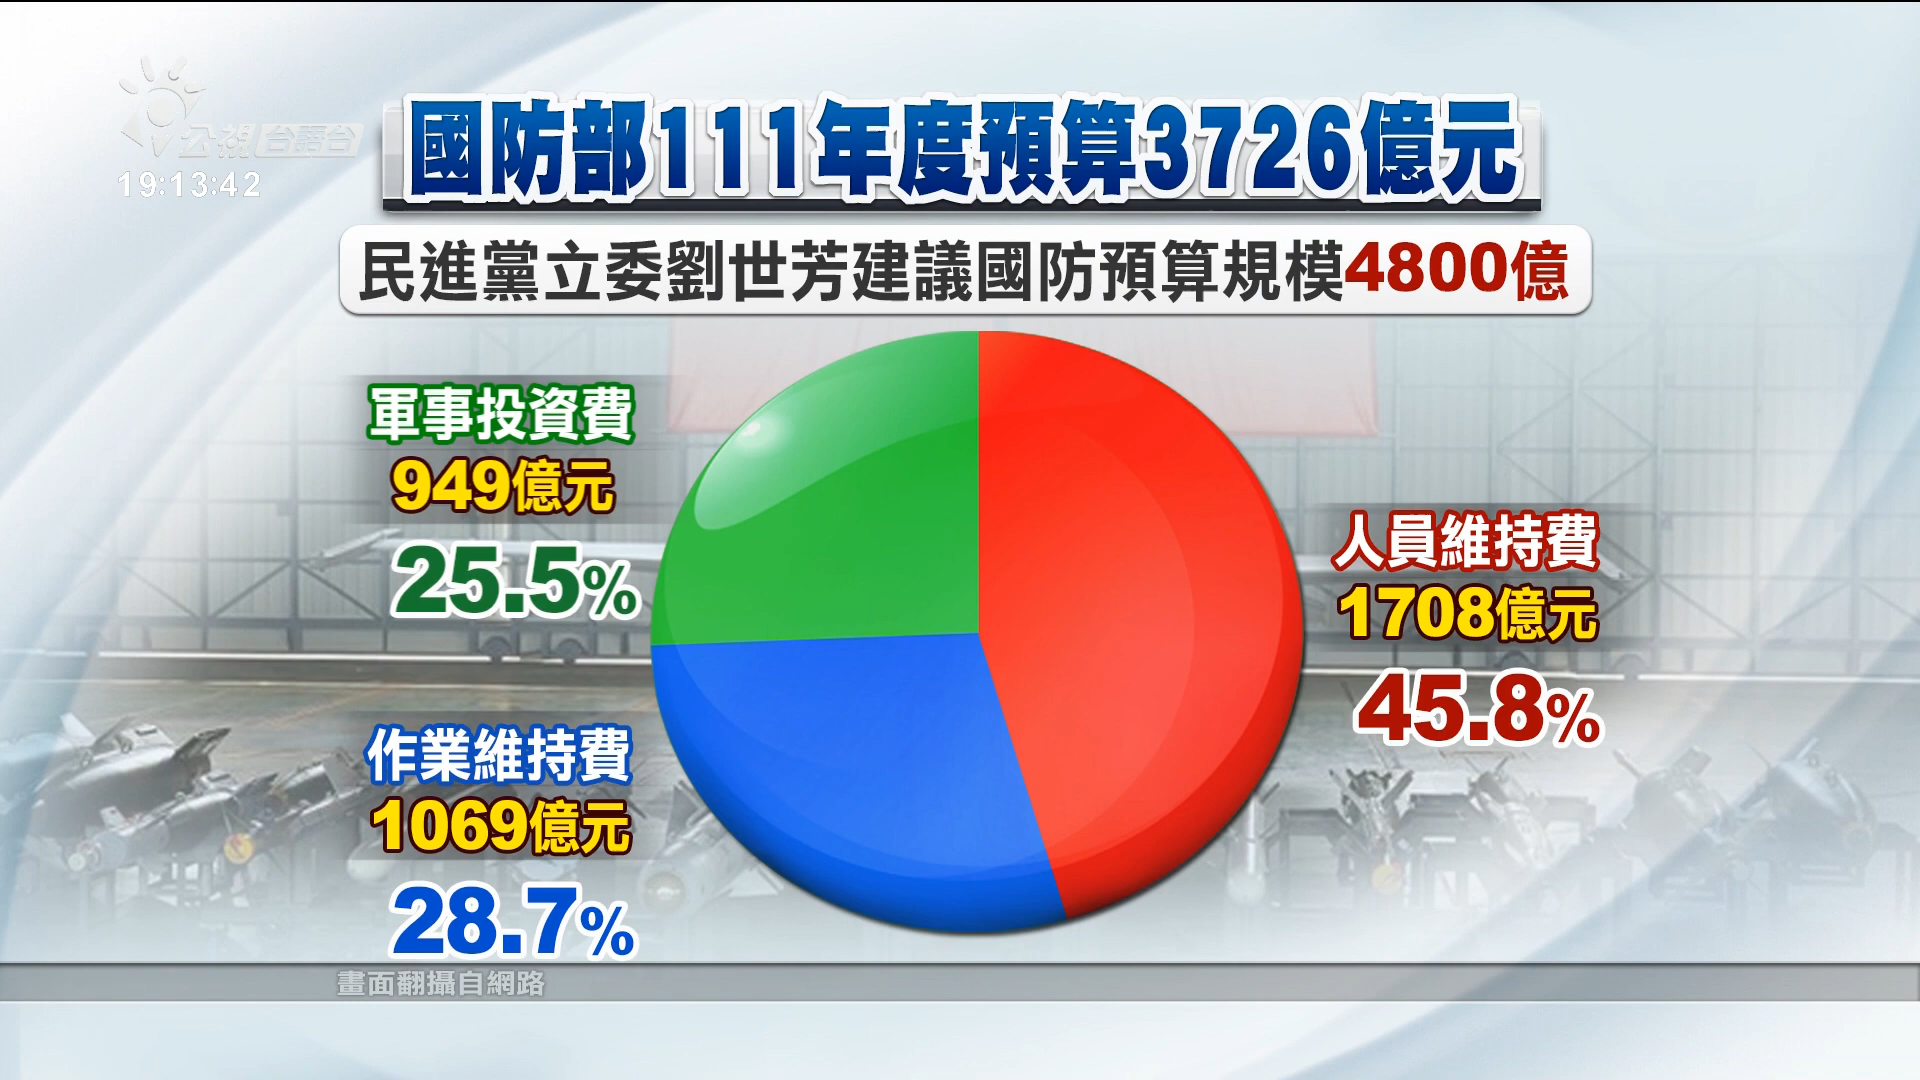 公視台語台
19:13:42
國防部111年度預算3726億元
民進黨立委劉世芳建議國防預算規模4800億
軍事投資費
949億元
25.5%
人員維持費
1708億元
45.8%
作業維持費
1069億元
28.7%
畫面翻攝自網路